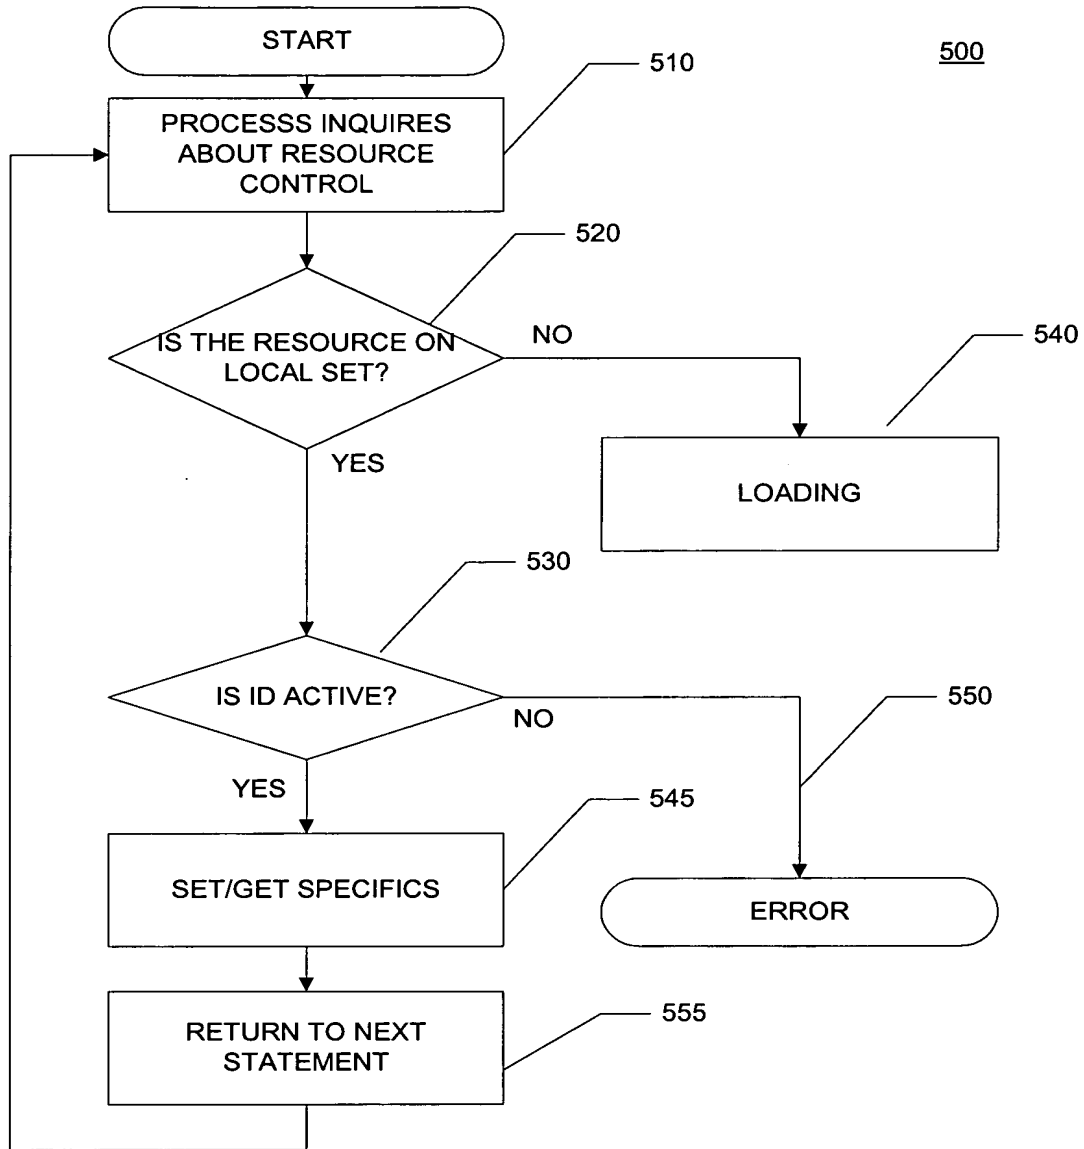 START
500
510
PROCESSS INQUIRES
ABOUT RESOURCE
CONTROL
520
IS THE RESOURCE ON
LOCAL SET?
NO
540
YES
LOADING
530
IS ID ACTIVE?
NO
550
YES
545
SET/GET SPECIFICS
ERROR
555
RETURN TO NEXT
STATEMENT